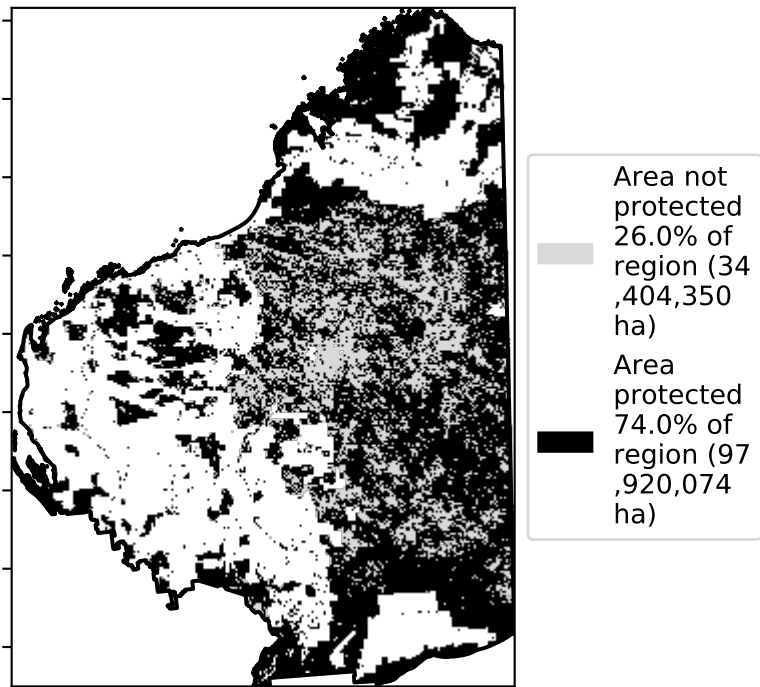 Area not
protected
26.0% of
region (34
,404,350
ha)
Area
protected
74.0% of
region (97
,920,074
ha)